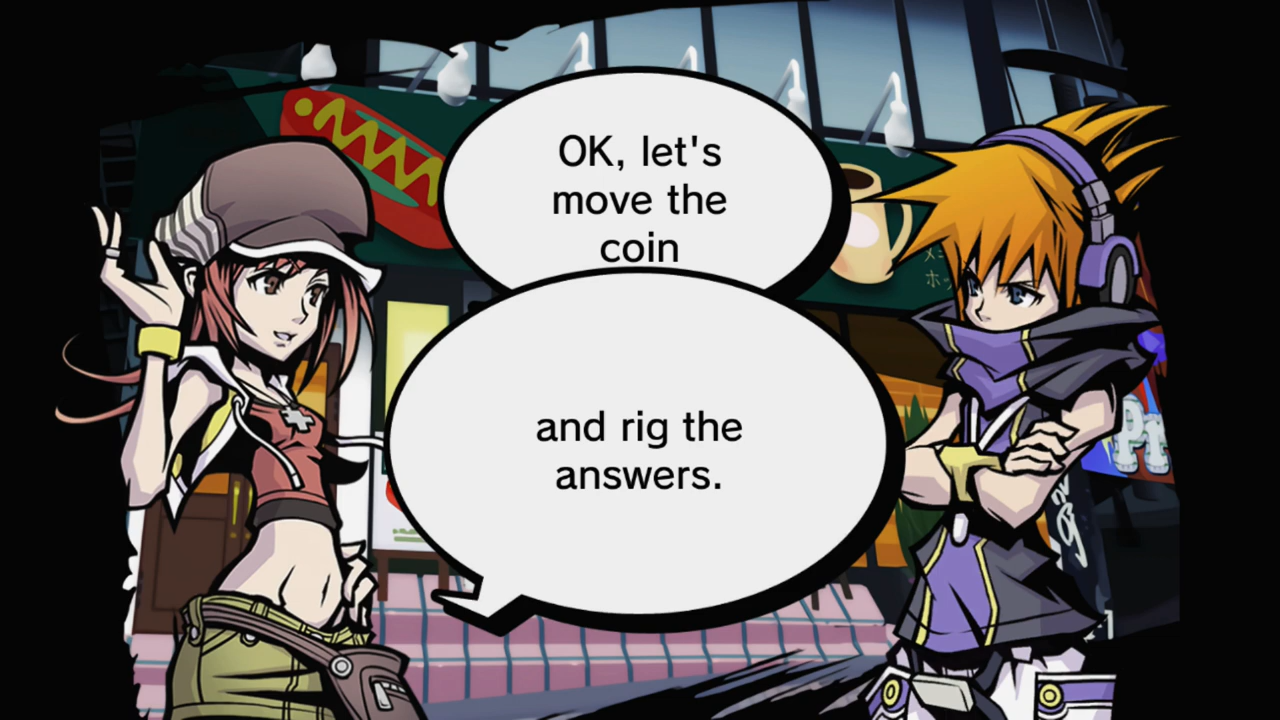 OK, let's
move the
coin
and rig the
answers.